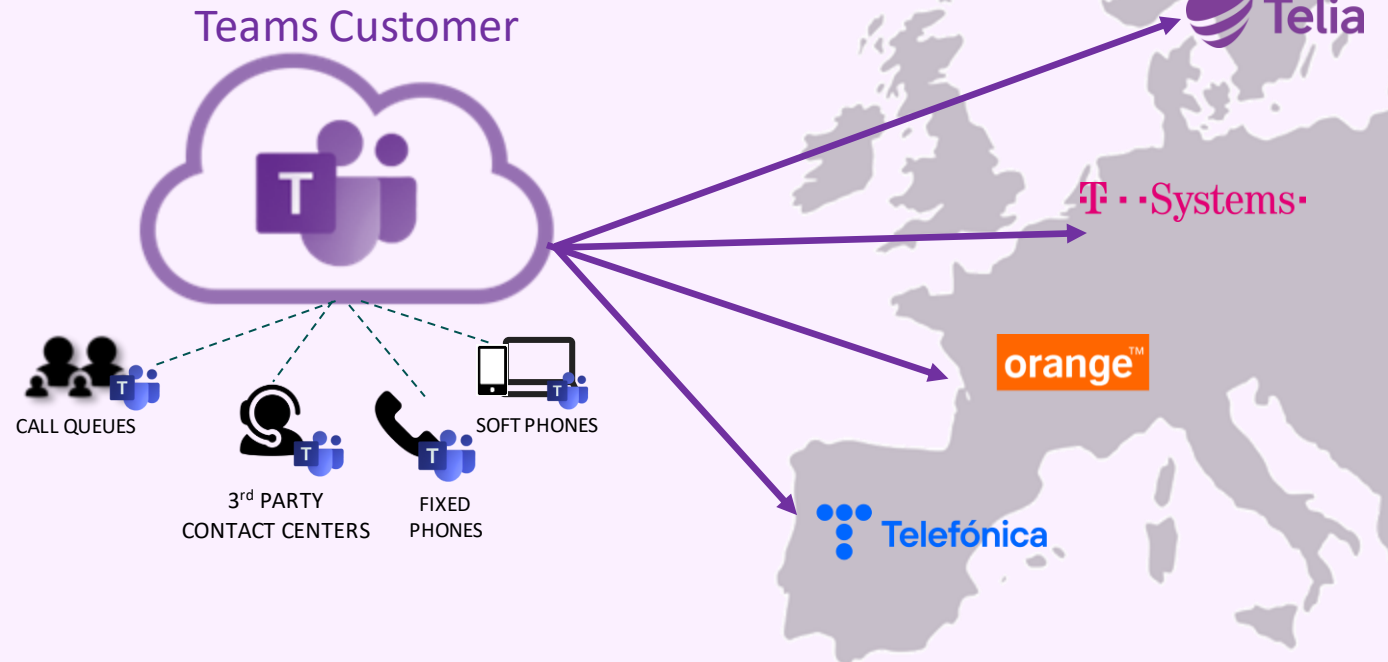 Teams Customer
Telia
T
T · · Systems ·
orange™
CALL QUEUES
T
SOFT PHONES
T
3rd PARTY
CONTACT CENTERS
T
FIXED
PHONES
T
Telefónica